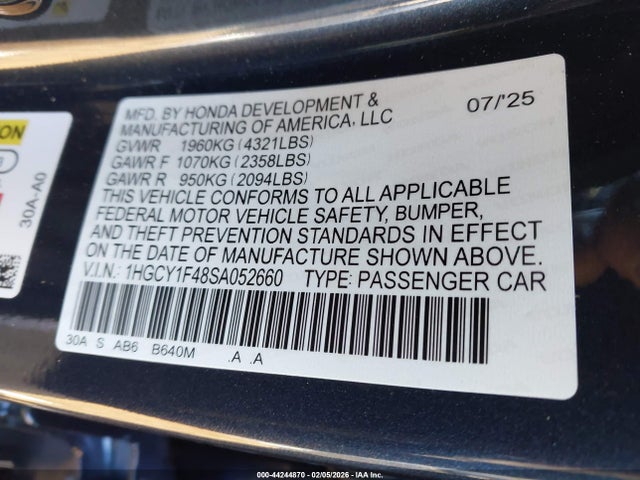 MFD. BY HONDA DEVELOPMENT & 07/'25
MANUFACTURING OF AMERICA, LLC
GVWR 1960KG (4321LBS)
GAWR F 1070KG (2358LBS)
GAWR R 950KG (2094LBS)
THIS VEHICLE CONFORMS TO ALL APPLICABLE
FEDERAL MOTOR VEHICLE SAFETY, BUMPER,
AND THEFT PREVENTION STANDARDS IN EFFECT
ON THE DATE OF MANUFACTURE SHOWN ABOVE.
V.I.N.: 1HGCY1F48SA052660 TYPE: PASSENGER CAR
30A S AB6 B640M .A .A
30A-A0
000-44244870 - 02/05/2026 - IAA Inc.